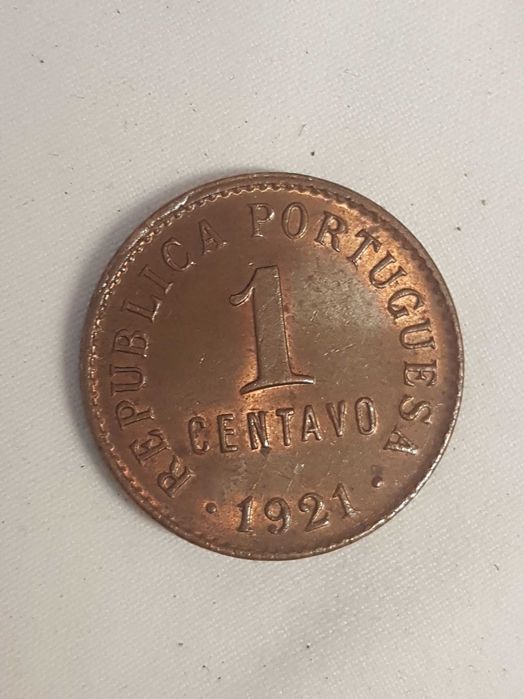 REPUBLICA PORTUGUESA
1
CENTAVO
• 1921 •